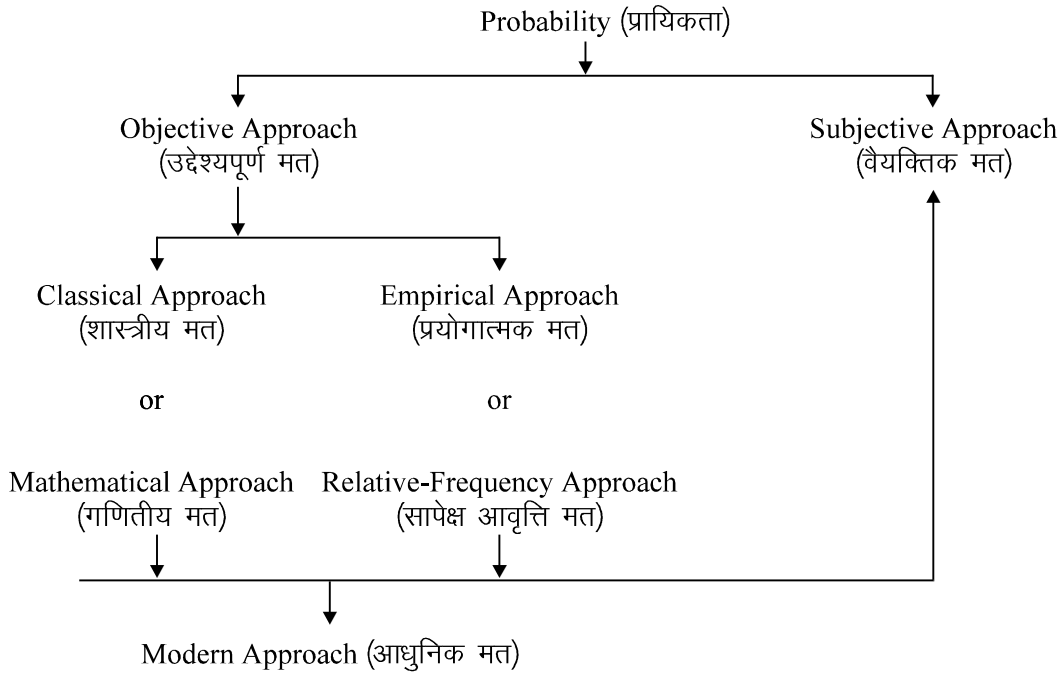 Probability (प्रायिकता)
Objective Approach
(उद्देश्यपूर्ण मत)
Subjective Approach
(वैयक्तिक मत)
Classical Approach
(शास्त्रीय मत)
Empirical Approach
(प्रयोगात्मक मत)
or
or
Mathematical Approach
(गणितीय मत)
Relative-Frequency Approach
(सापेक्ष आवृत्ति मत)
Modern Approach (आधुनिक मत)